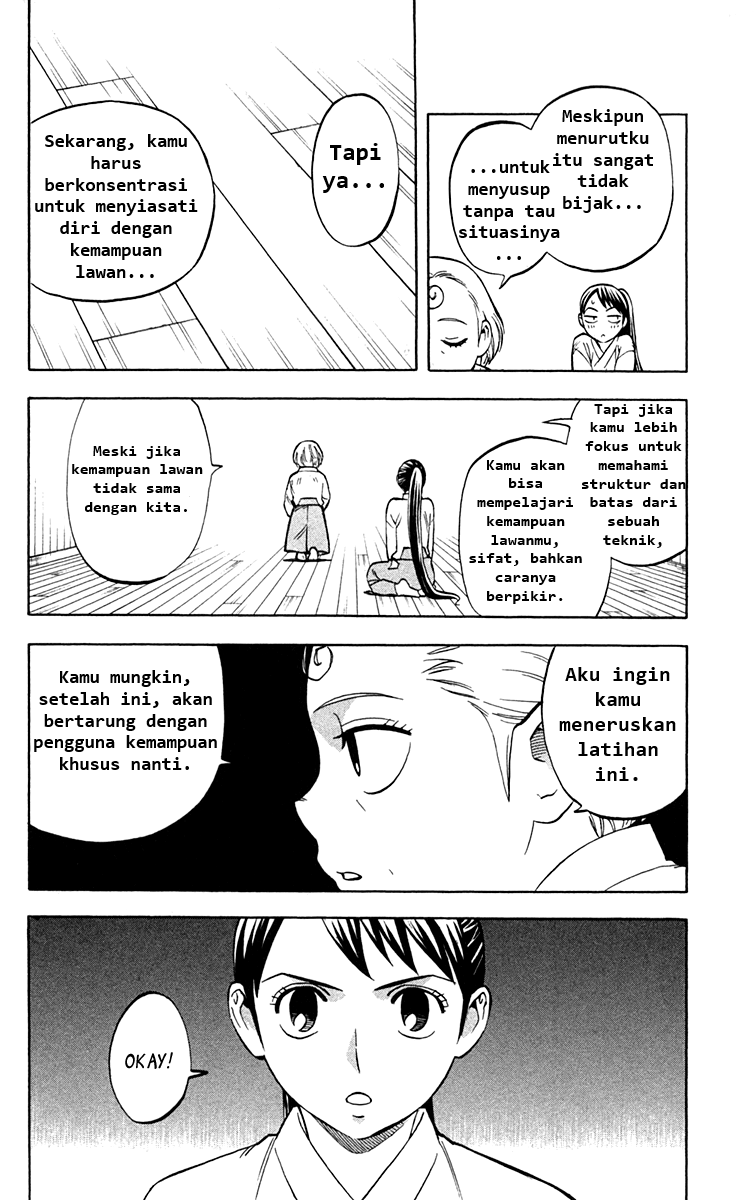 Meskipun
menurutku
itu sangat
tidak
bijak...
...untuk
menyusup
tanpa tau
situasinya
...
Tapi
ya...
Sekarang, kamu
harus
berkonsentrasi
untuk menyiasati
diri dengan
kemampuan
lawan...
Tapi jika
kamu lebih
fokus untuk
memahami
struktur dan
batas dari
sebuah
teknik,
Kamu akan
bisa
mempelajari
kemampuan
lawanmu,
sifat, bahkan
caranya
berpikir.
Meski jika
kemampuan lawan
tidak sama
dengan kita.
Aku ingin
kamu
meneruskan
latihan
ini.
Kamu mungkin,
setelah ini, akan
bertarung dengan
pengguna kemampuan
khusus nanti.
OKAY!